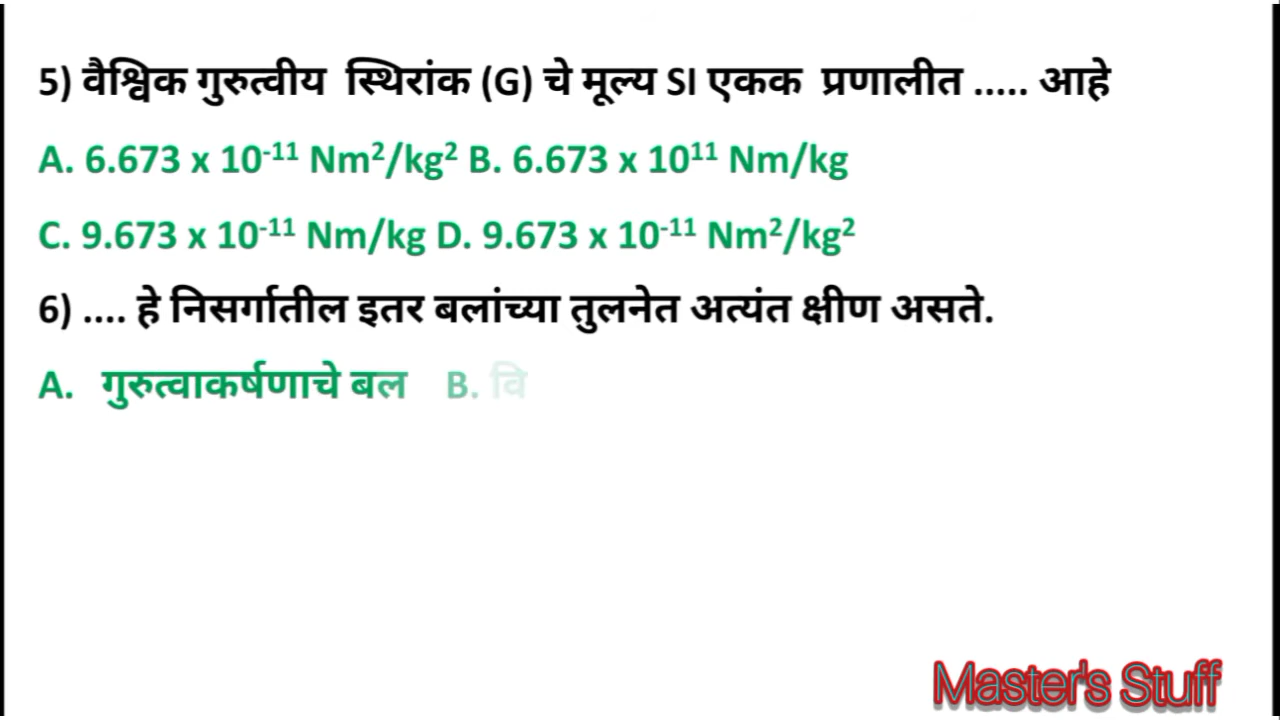 5) वैश्विक गुरुत्वीय स्थिरांक (G) चे मूल्य SI एकक प्रणालीत ..... आहे
A. 6.673 x 10⁻¹¹ Nm²/kg² B. 6.673 x 10¹¹ Nm/kg
C. 9.673 x 10⁻¹¹ Nm/kg D. 9.673 x 10⁻¹¹ Nm²/kg²
6) .... हे निसर्गातील इतर बलांच्या तुलनेत अत्यंत क्षीण असते.
A. गुरुत्वाकर्षणाचे बल B. वि
Master's Stuff